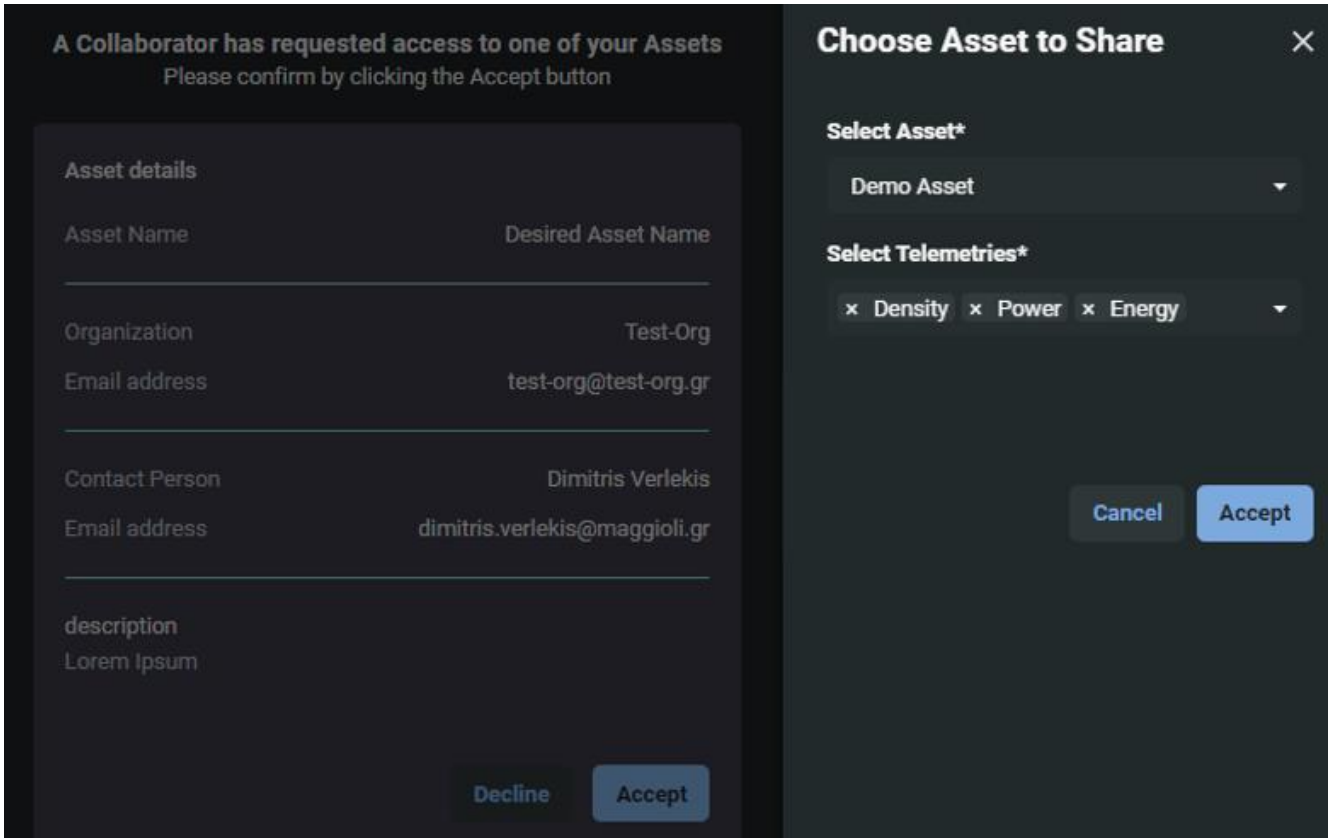 A Collaborator has requested access to one of your Assets
Please confirm by clicking the Accept button
Asset details
Asset Name Desired Asset Name
Organization Test-Org
Email address test-org@test-org.gr
Contact Person Dimitris Verlekis
Email address dimitris.verlekis@maggioli.gr
description
Lorem Ipsum
Decline Accept
Choose Asset to Share ×
Select Asset*
Demo Asset
Select Telemetries*
× Density × Power × Energy
Cancel Accept